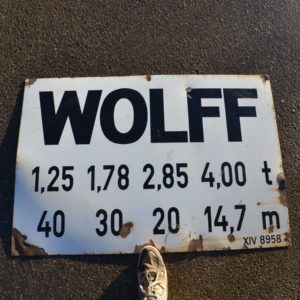 WOLFF
1,25 1,78 2,85 4,00 t
40 30 20 14,7 m
XIV 8958